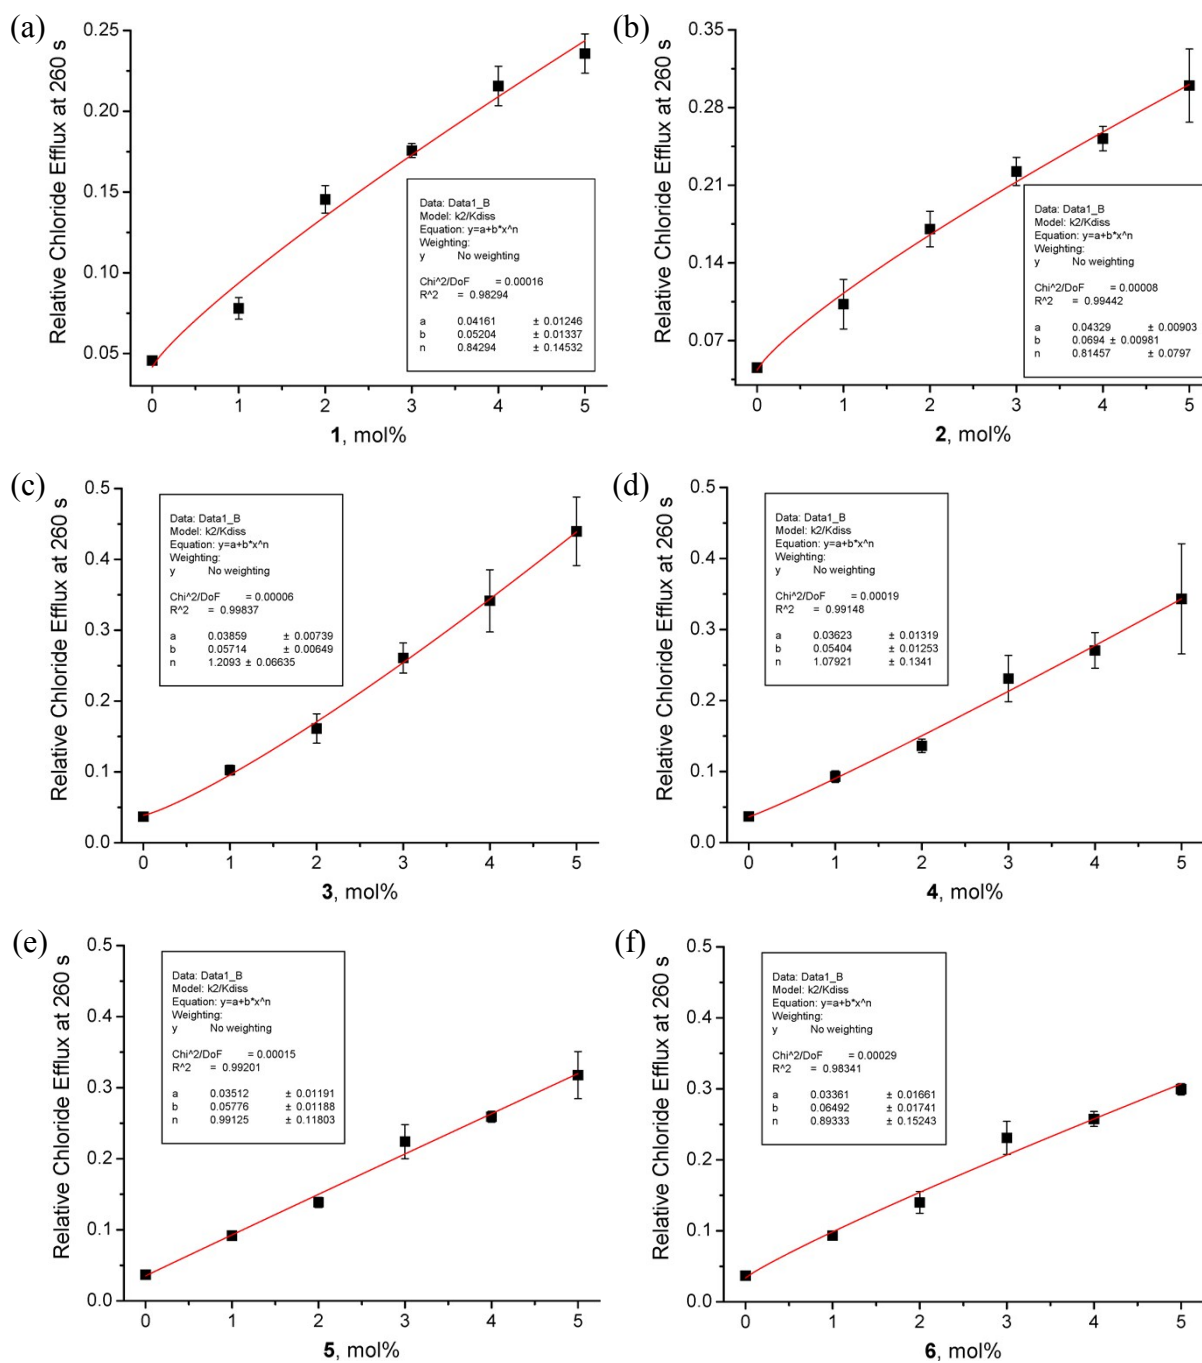 (a)
Relative Chloride Efflux at 260 s
0.25
0.20
0.15
0.10
0.05
Data: Data1_B
Model: k2/Kdiss
Equation: y=a+b*x^n
Weighting:
y No weighting
Chi^2/DoF = 0.00016
R^2 = 0.98294
a 0.04161 ± 0.01246
b 0.05204 ± 0.01337
n 0.84294 ± 0.14532
0 1 2 3 4 5
1, mol%
(b)
Relative Chloride Efflux at 260 s
0.35
0.28
0.21
0.14
0.07
Data: Data1_B
Model: k2/Kdiss
Equation: y=a+b*x^n
Weighting:
y No weighting
Chi^2/DoF = 0.00008
R^2 = 0.99442
a 0.04329 ± 0.00903
b 0.0694 ± 0.00981
n 0.81457 ± 0.0797
0 1 2 3 4 5
2, mol%
(c)
Relative Chloride Efflux at 260 s
0.5
0.4
0.3
0.2
0.1
0.0
Data: Data1_B
Model: k2/Kdiss
Equation: y=a+b*x^n
Weighting:
y No weighting
Chi^2/DoF = 0.00006
R^2 = 0.99837
a 0.03859 ± 0.00739
b 0.05714 ± 0.00649
n 1.2093 ± 0.06635
0 1 2 3 4 5
3, mol%
(d)
Relative Chloride Efflux at 260 s
0.5
0.4
0.3
0.2
0.1
0.0
Data: Data1_B
Model: k2/Kdiss
Equation: y=a+b*x^n
Weighting:
y No weighting
Chi^2/DoF = 0.00019
R^2 = 0.99148
a 0.03623 ± 0.01319
b 0.05404 ± 0.01253
n 1.07921 ± 0.1341
0 1 2 3 4 5
4, mol%
(e)
Relative Chloride Efflux at 260 s
0.5
0.4
0.3
0.2
0.1
0.0
Data: Data1_B
Model: k2/Kdiss
Equation: y=a+b*x^n
Weighting:
y No weighting
Chi^2/DoF = 0.00015
R^2 = 0.99201
a 0.03512 ± 0.01191
b 0.05776 ± 0.01188
n 0.99125 ± 0.11803
0 1 2 3 4 5
5, mol%
(f)
Relative Chloride Efflux at 260 s
0.5
0.4
0.3
0.2
0.1
0.0
Data: Data1_B
Model: k2/Kdiss
Equation: y=a+b*x^n
Weighting:
y No weighting
Chi^2/DoF = 0.00029
R^2 = 0.98341
a 0.03361 ± 0.01661
b 0.06492 ± 0.01741
n 0.89333 ± 0.15243
0 1 2 3 4 5
6, mol%